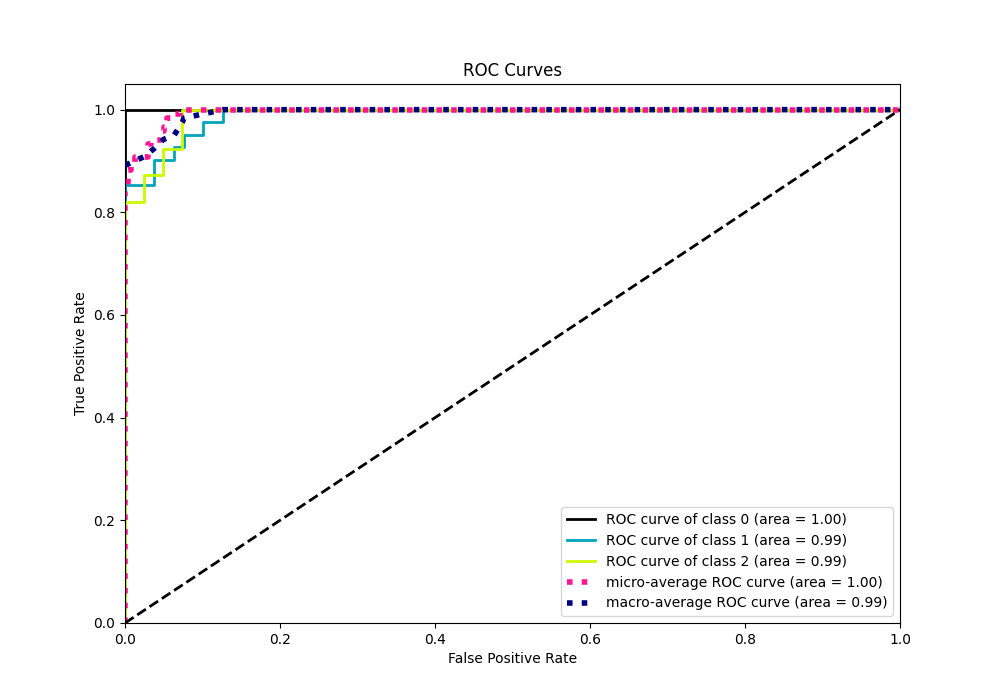 ROC Curves
1.0
0.8
0.6
0.4
0.2
0.0
True Positive Rate
ROC curve of class 0 (area = 1.00)
ROC curve of class 1 (area = 0.99)
ROC curve of class 2 (area = 0.99)
micro-average ROC curve (area = 1.00)
macro-average ROC curve (area = 0.99)
0.0 0.2 0.4 0.6 0.8 1.0
False Positive Rate